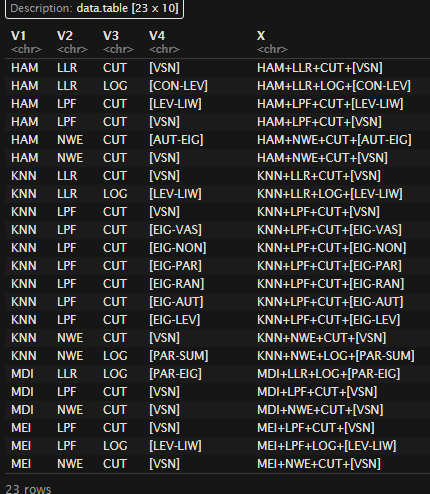 Description: data.table [23 x 10]
V1 V2 V3 V4 X
<chr> <chr> <chr> <chr> <chr>
HAM LLR CUT [VSN] HAM+LLR+CUT+[VSN]
HAM LLR LOG [CON-LEV] HAM+LLR+LOG+[CON-LEV]
HAM LPF CUT [LEV-LIW] HAM+LPF+CUT+[LEV-LIW]
HAM LPF CUT [VSN] HAM+LPF+CUT+[VSN]
HAM NWE CUT [AUT-EIG] HAM+NWE+CUT+[AUT-EIG]
HAM NWE CUT [VSN] HAM+NWE+CUT+[VSN]
KNN LLR CUT [VSN] KNN+LLR+CUT+[VSN]
KNN LLR LOG [LEV-LIW] KNN+LLR+LOG+[LEV-LIW]
KNN LPF CUT [VSN] KNN+LPF+CUT+[VSN]
KNN LPF CUT [EIG-VAS] KNN+LPF+CUT+[EIG-VAS]
KNN LPF CUT [EIG-NON] KNN+LPF+CUT+[EIG-NON]
KNN LPF CUT [EIG-PAR] KNN+LPF+CUT+[EIG-PAR]
KNN LPF CUT [EIG-RAN] KNN+LPF+CUT+[EIG-RAN]
KNN LPF CUT [EIG-AUT] KNN+LPF+CUT+[EIG-AUT]
KNN LPF CUT [EIG-LEV] KNN+LPF+CUT+[EIG-LEV]
KNN NWE CUT [VSN] KNN+NWE+CUT+[VSN]
KNN NWE LOG [PAR-SUM] KNN+NWE+LOG+[PAR-SUM]
MDI LLR LOG [PAR-EIG] MDI+LLR+LOG+[PAR-EIG]
MDI LPF CUT [VSN] MDI+LPF+CUT+[VSN]
MDI NWE CUT [VSN] MDI+NWE+CUT+[VSN]
MEI LPF CUT [VSN] MEI+LPF+CUT+[VSN]
MEI LPF LOG [LEV-LIW] MEI+LPF+LOG+[LEV-LIW]
MEI NWE CUT [VSN] MEI+NWE+CUT+[VSN]
23 rows